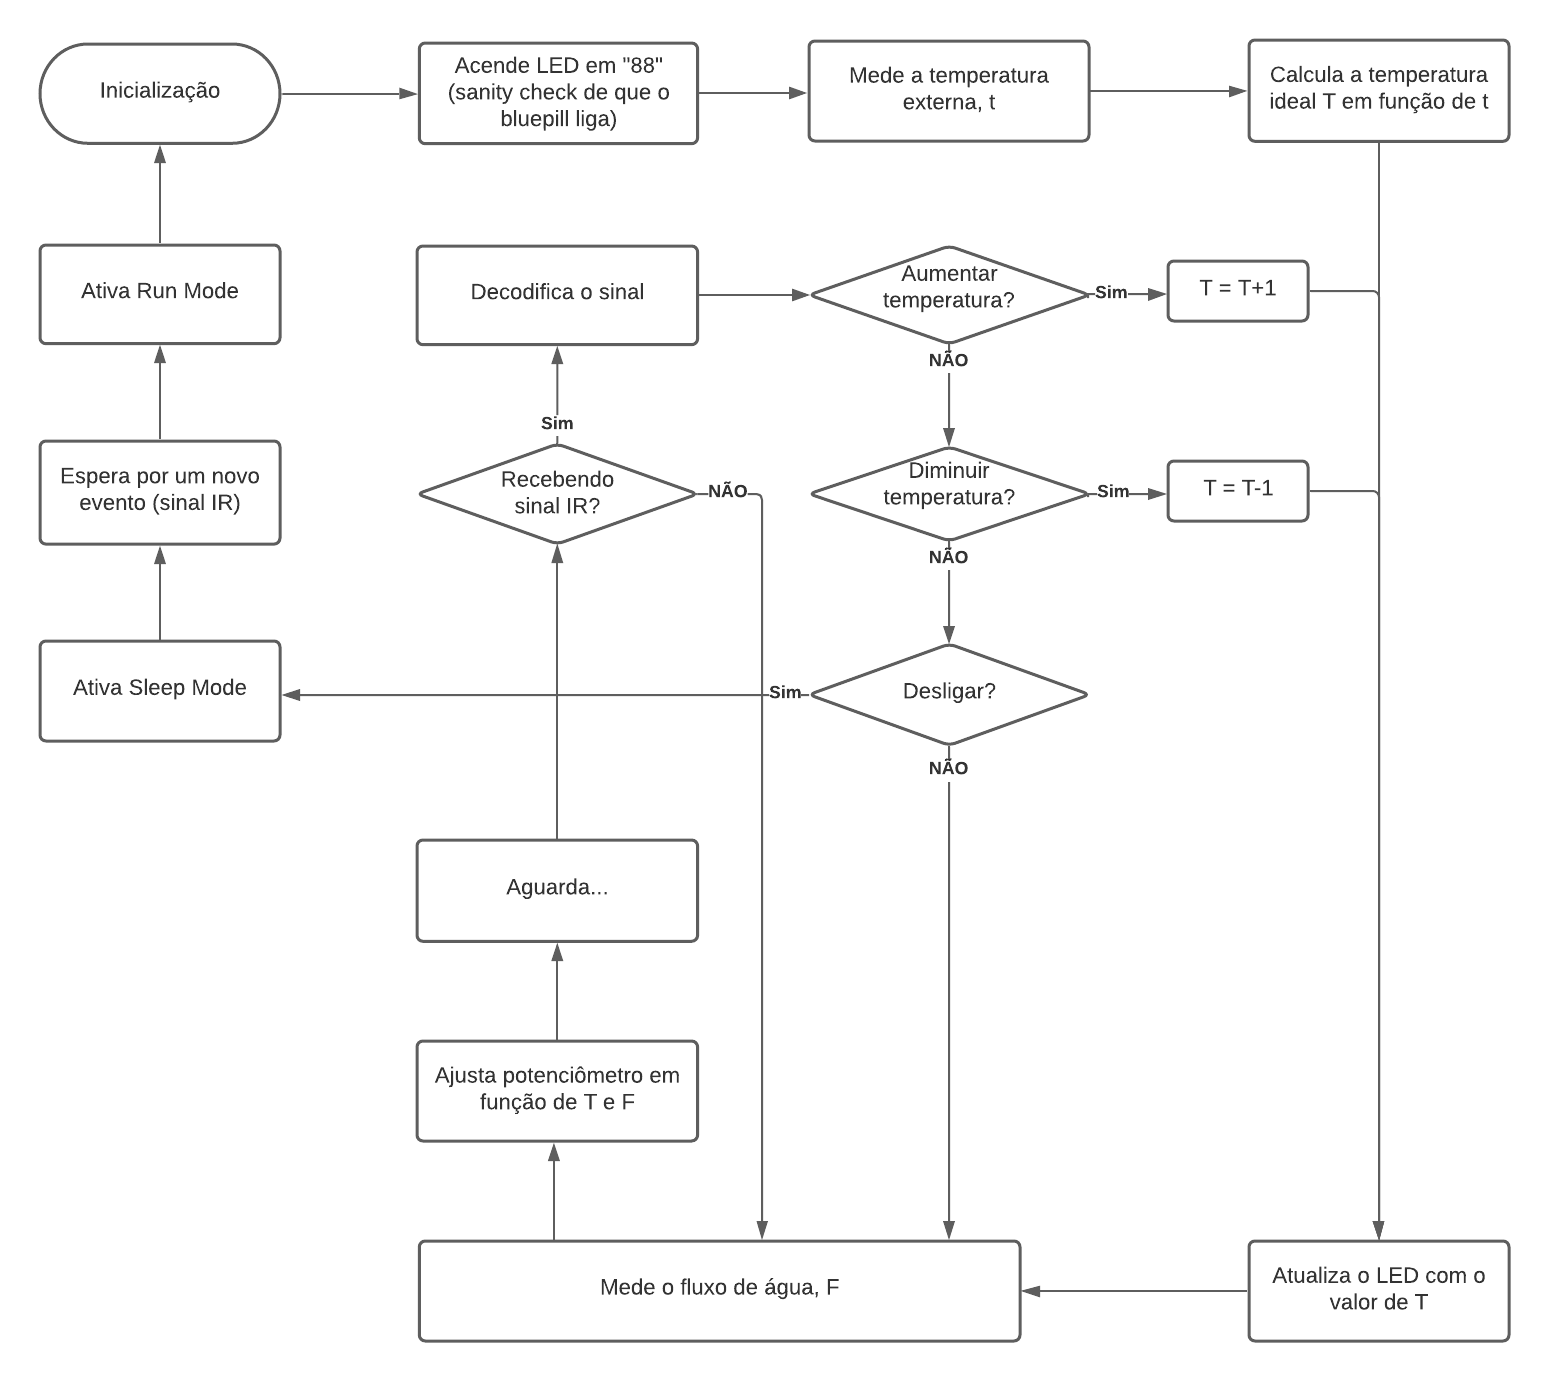 Inicialização
Acende LED em "88"
(sanity check de que o
bluepill liga)
Mede a temperatura
externa, t
Calcula a temperatura
ideal T em função de t
Ativa Run Mode
Decodifica o sinal
Aumentar
temperatura?
Sim
T = T+1
NÃO
Sim
Espera por um novo
evento (sinal IR)
Recebendo
sinal IR?
NÃO
Diminuir
temperatura?
Sim
T = T-1
NÃO
Ativa Sleep Mode
Sim
Desligar?
NÃO
Aguarda...
Ajusta potenciômetro em
função de T e F
Mede o fluxo de água, F
Atualiza o LED com o
valor de T